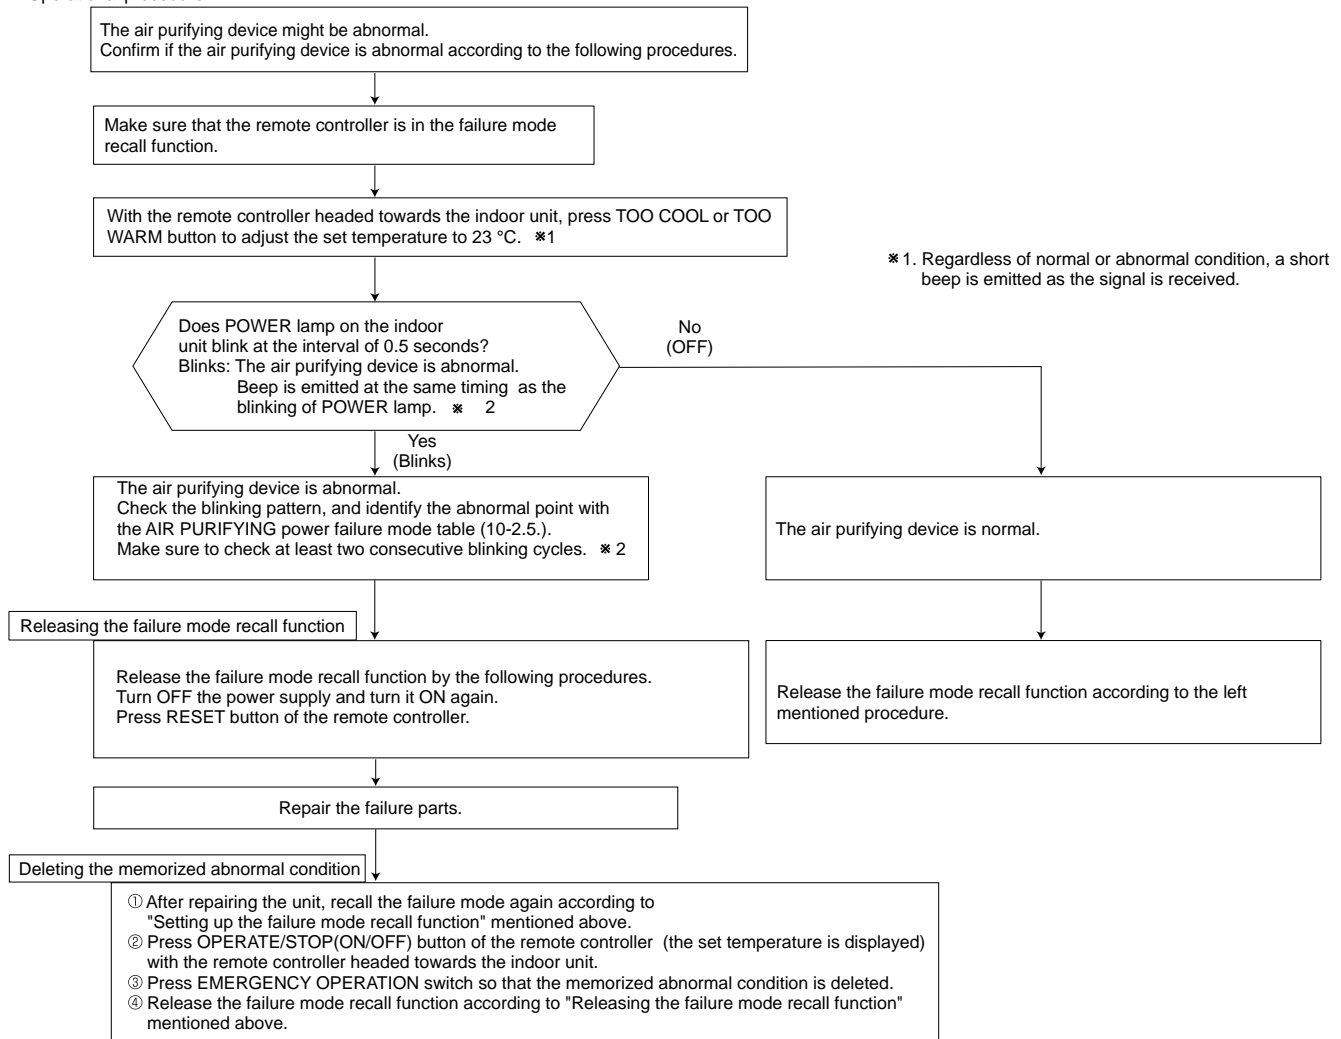 The air purifying device might be abnormal.
Confirm if the air purifying device is abnormal according to the following procedures.
Make sure that the remote controller is in the failure mode
recall function.
With the remote controller headed towards the indoor unit, press TOO COOL or TOO
WARM button to adjust the set temperature to 23 °C. ※1
※1. Regardless of normal or abnormal condition, a short
beep is emitted as the signal is received.
Does POWER lamp on the indoor
unit blink at the interval of 0.5 seconds?
Blinks: The air purifying device is abnormal.
Beep is emitted at the same timing as the
blinking of POWER lamp. ※ 2
No
(OFF)
Yes
(Blinks)
The air purifying device is abnormal.
Check the blinking pattern, and identify the abnormal point with
the AIR PURIFYING power failure mode table (10-2.5.).
Make sure to check at least two consecutive blinking cycles. ※ 2
The air purifying device is normal.
Releasing the failure mode recall function
Release the failure mode recall function by the following procedures.
Turn OFF the power supply and turn it ON again.
Press RESET button of the remote controller.
Release the failure mode recall function according to the left
mentioned procedure.
Repair the failure parts.
Deleting the memorized abnormal condition
① After repairing the unit, recall the failure mode again according to
"Setting up the failure mode recall function" mentioned above.
② Press OPERATE/STOP(ON/OFF) button of the remote controller (the set temperature is displayed)
with the remote controller headed towards the indoor unit.
③ Press EMERGENCY OPERATION switch so that the memorized abnormal condition is deleted.
④ Release the failure mode recall function according to "Releasing the failure mode recall function"
mentioned above.